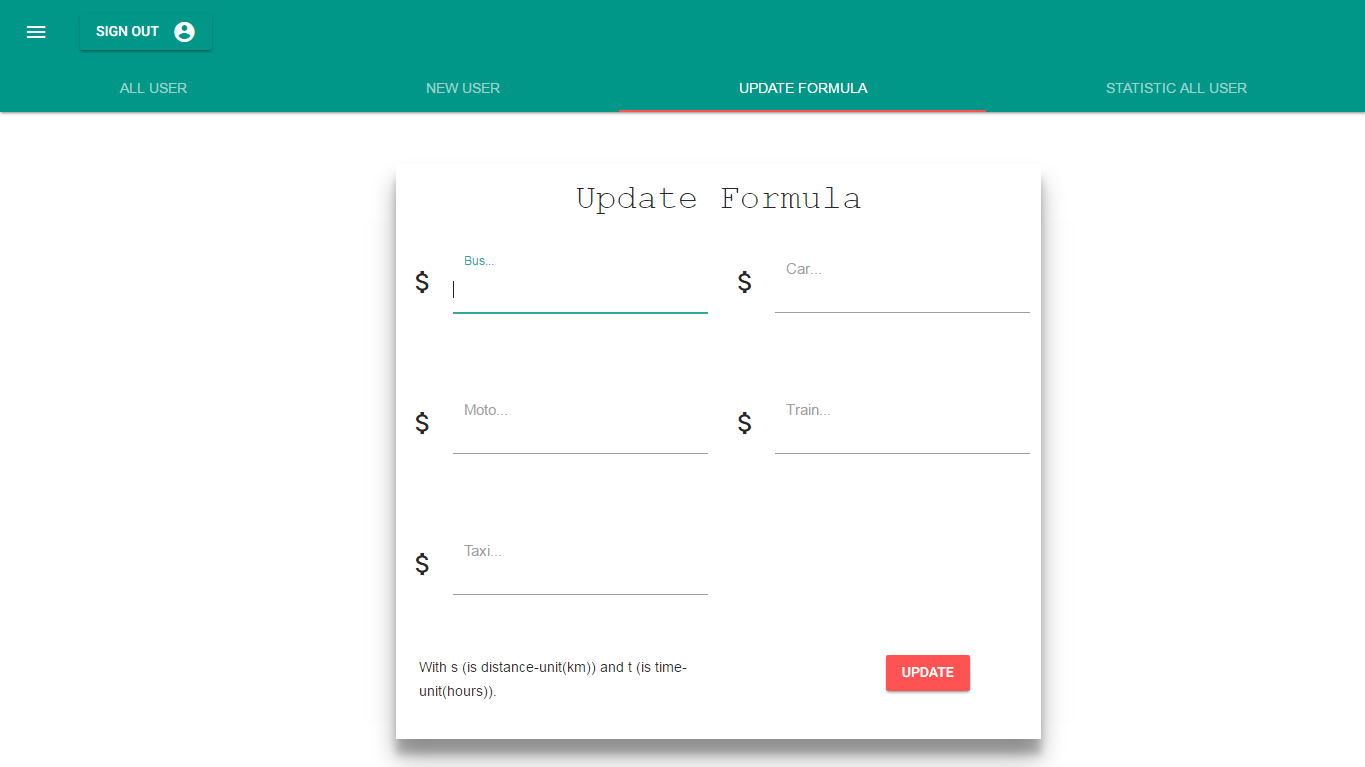 SIGN OUT
ALL USER
NEW USER
UPDATE FORMULA
STATISTIC ALL USER
Update Formula
$ Bus...
$ Car...
$ Moto...
$ Train...
$ Taxi...
With s (is distance-unit(km)) and t (is time-
unit(hours)).
UPDATE